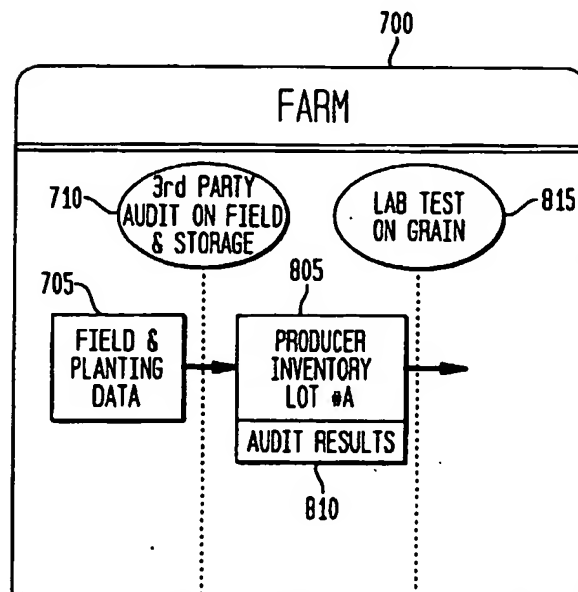 700
FARM
710
3rd PARTY
AUDIT ON FIELD
& STORAGE
LAB TEST
ON GRAIN
815
705
FIELD &
PLANTING
DATA
805
PRODUCER
INVENTORY
LOT #A
AUDIT RESULTS
810